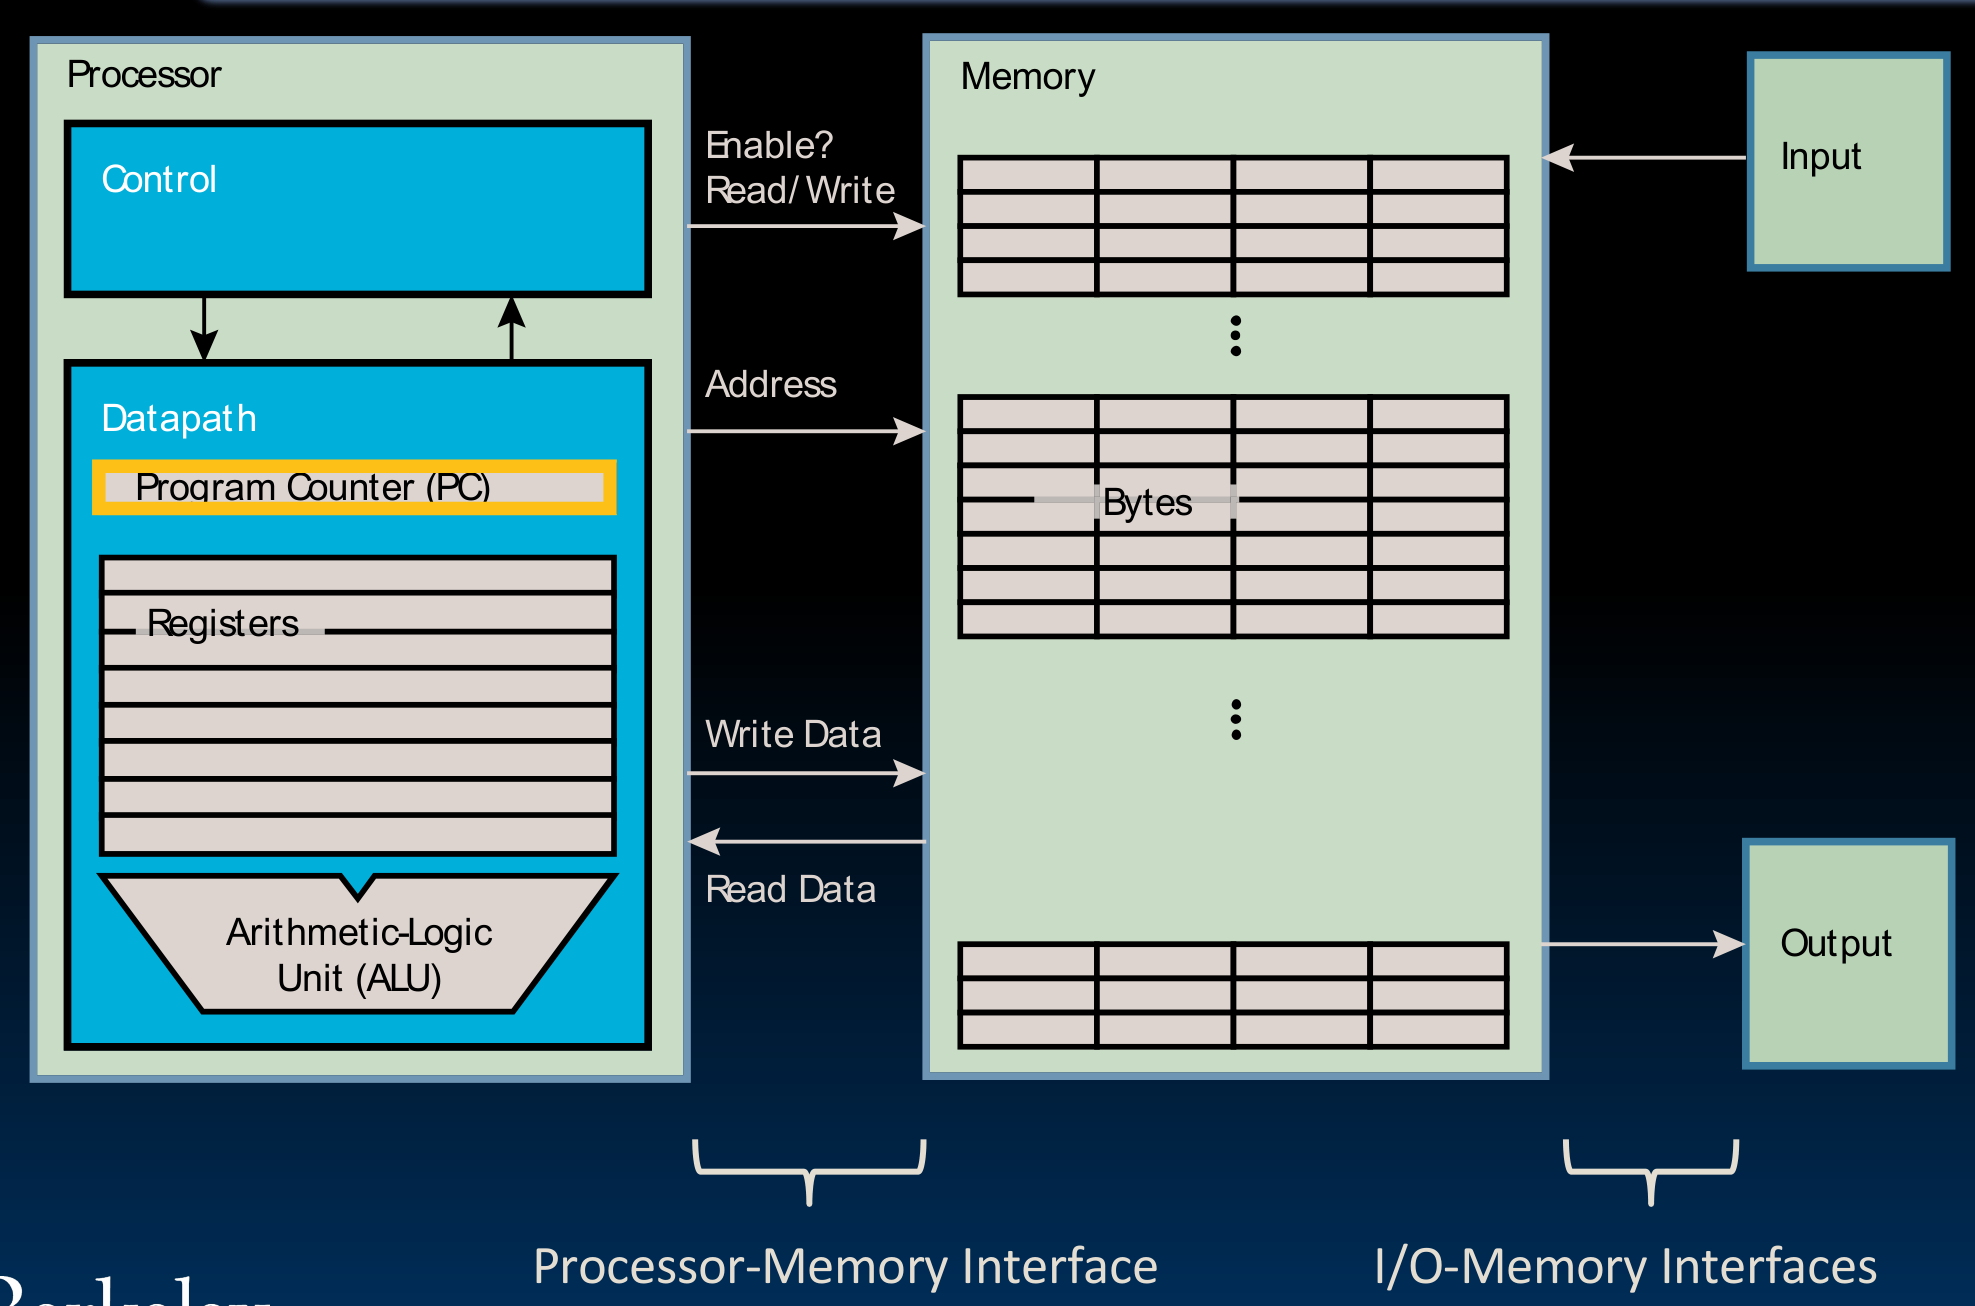 Processor
Control
Datapath
Program Counter (PC)
Registers
Arithmetic-Logic
Unit (ALU)
Enable?
Read/Write
Address
Write Data
Read Data
Memory
Bytes
Input
Output
Processor-Memory Interface
I/O-Memory Interfaces
Berkeley